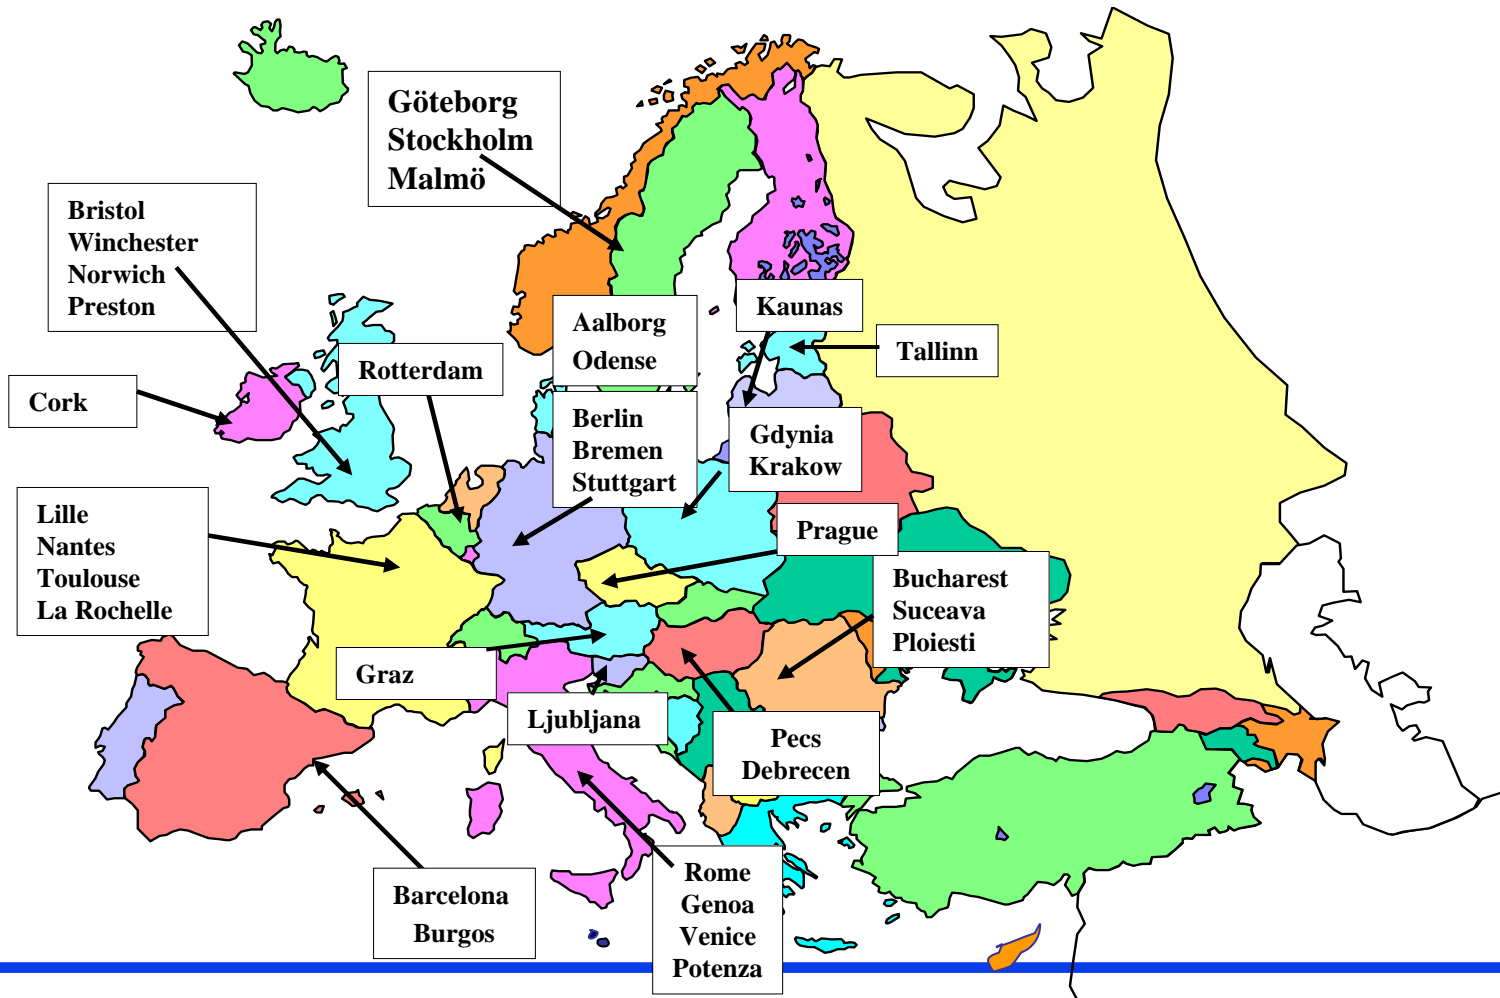 Göteborg
Stockholm
Malmö
Bristol
Winchester
Norwich
Preston
Kaunas
Aalborg
Odense
Tallinn
Rotterdam
Cork
Berlin
Bremen
Stuttgart
Gdynia
Krakow
Lille
Nantes
Toulouse
La Rochelle
Prague
Bucharest
Suceava
Ploiesti
Graz
Ljubljana
Pecs
Debrecen
Barcelona
Burgos
Rome
Genoa
Venice
Potenza